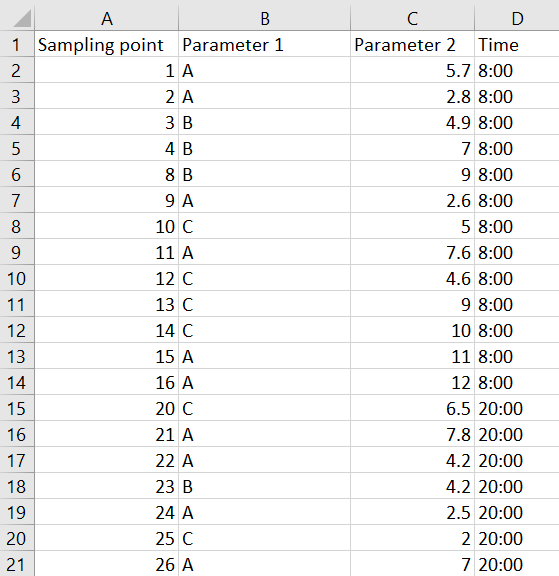 A B C D
1 Sampling point Parameter 1 Parameter 2 Time
2 1 A 5.7 8:00
3 2 A 2.8 8:00
4 3 B 4.9 8:00
5 4 B 7 8:00
6 8 B 9 8:00
7 9 A 2.6 8:00
8 10 C 5 8:00
9 11 A 7.6 8:00
10 12 C 4.6 8:00
11 13 C 9 8:00
12 14 C 10 8:00
13 15 A 11 8:00
14 16 A 12 8:00
15 20 C 6.5 20:00
16 21 A 7.8 20:00
17 22 A 4.2 20:00
18 23 B 4.2 20:00
19 24 A 2.5 20:00
20 25 C 2 20:00
21 26 A 7 20:00